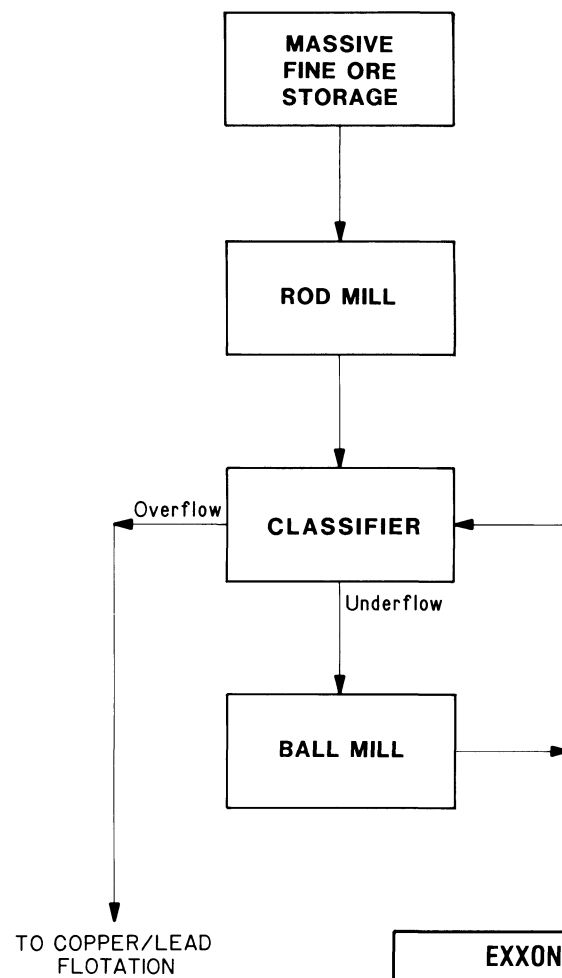 MASSIVE
FINE ORE
STORAGE
ROD MILL
Overflow
CLASSIFIER
Underflow
BALL MILL
TO COPPER/LEAD
FLOTATION
EXXON